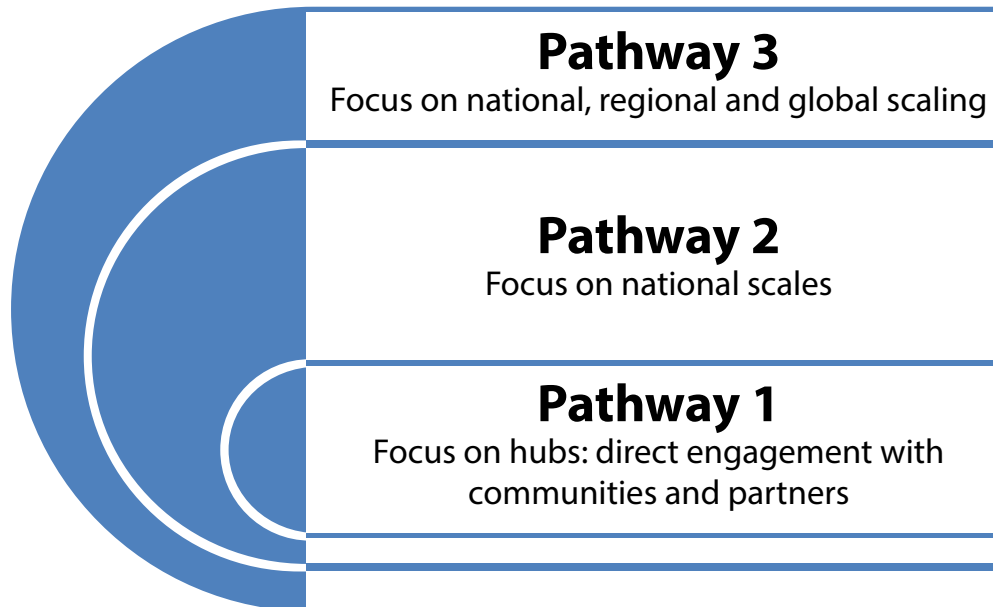 Pathway 3
Focus on national, regional and global scaling
Pathway 2
Focus on national scales
Pathway 1
Focus on hubs: direct engagement with
communities and partners